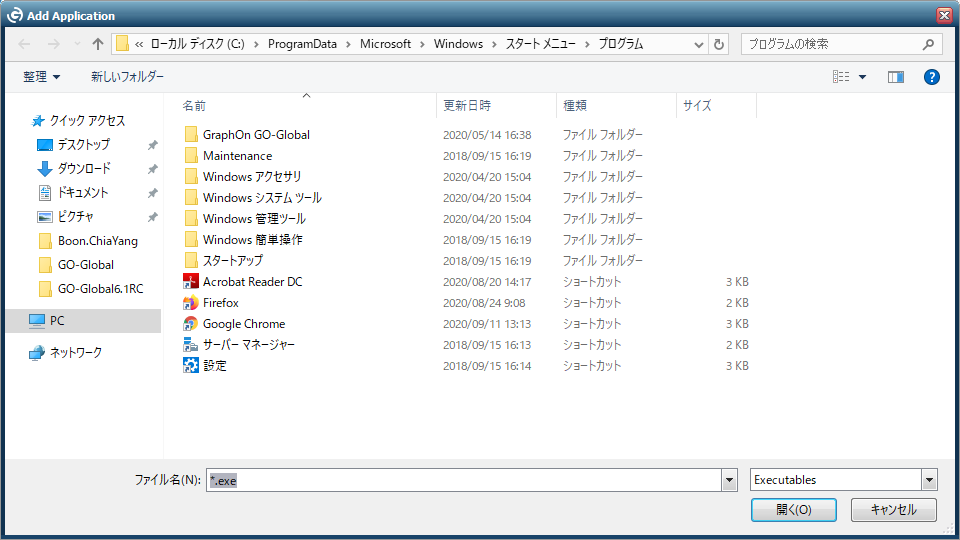 Add Application
« ローカル ディスク (C:) › ProgramData › Microsoft › Windows › スタート メニュー › プログラム
プログラムの検索
整理
新しいフォルダー
名前 更新日時 種類 サイズ
クイック アクセス
デスクトップ
ダウンロード
ドキュメント
ピクチャ
Boon.ChiaYang
GO-Global
GO-Global6.1RC
PC
ネットワーク
GraphOn GO-Global 2020/05/14 16:38 ファイル フォルダー
Maintenance 2018/09/15 16:19 ファイル フォルダー
Windows アクセサリ 2020/04/20 15:04 ファイル フォルダー
Windows システム ツール 2020/04/20 15:04 ファイル フォルダー
Windows 管理ツール 2020/04/20 15:04 ファイル フォルダー
Windows 簡単操作 2018/09/15 16:19 ファイル フォルダー
スタートアップ 2018/09/15 16:19 ファイル フォルダー
Acrobat Reader DC 2020/08/20 14:17 ショートカット 3 KB
Firefox 2020/08/24 9:08 ショートカット 2 KB
Google Chrome 2020/09/11 13:13 ショートカット 3 KB
サーバー マネージャー 2018/09/15 16:13 ショートカット 2 KB
設定 2018/09/15 16:14 ショートカット 3 KB
ファイル名(N): *.exe
Executables
開く(O)
キャンセル